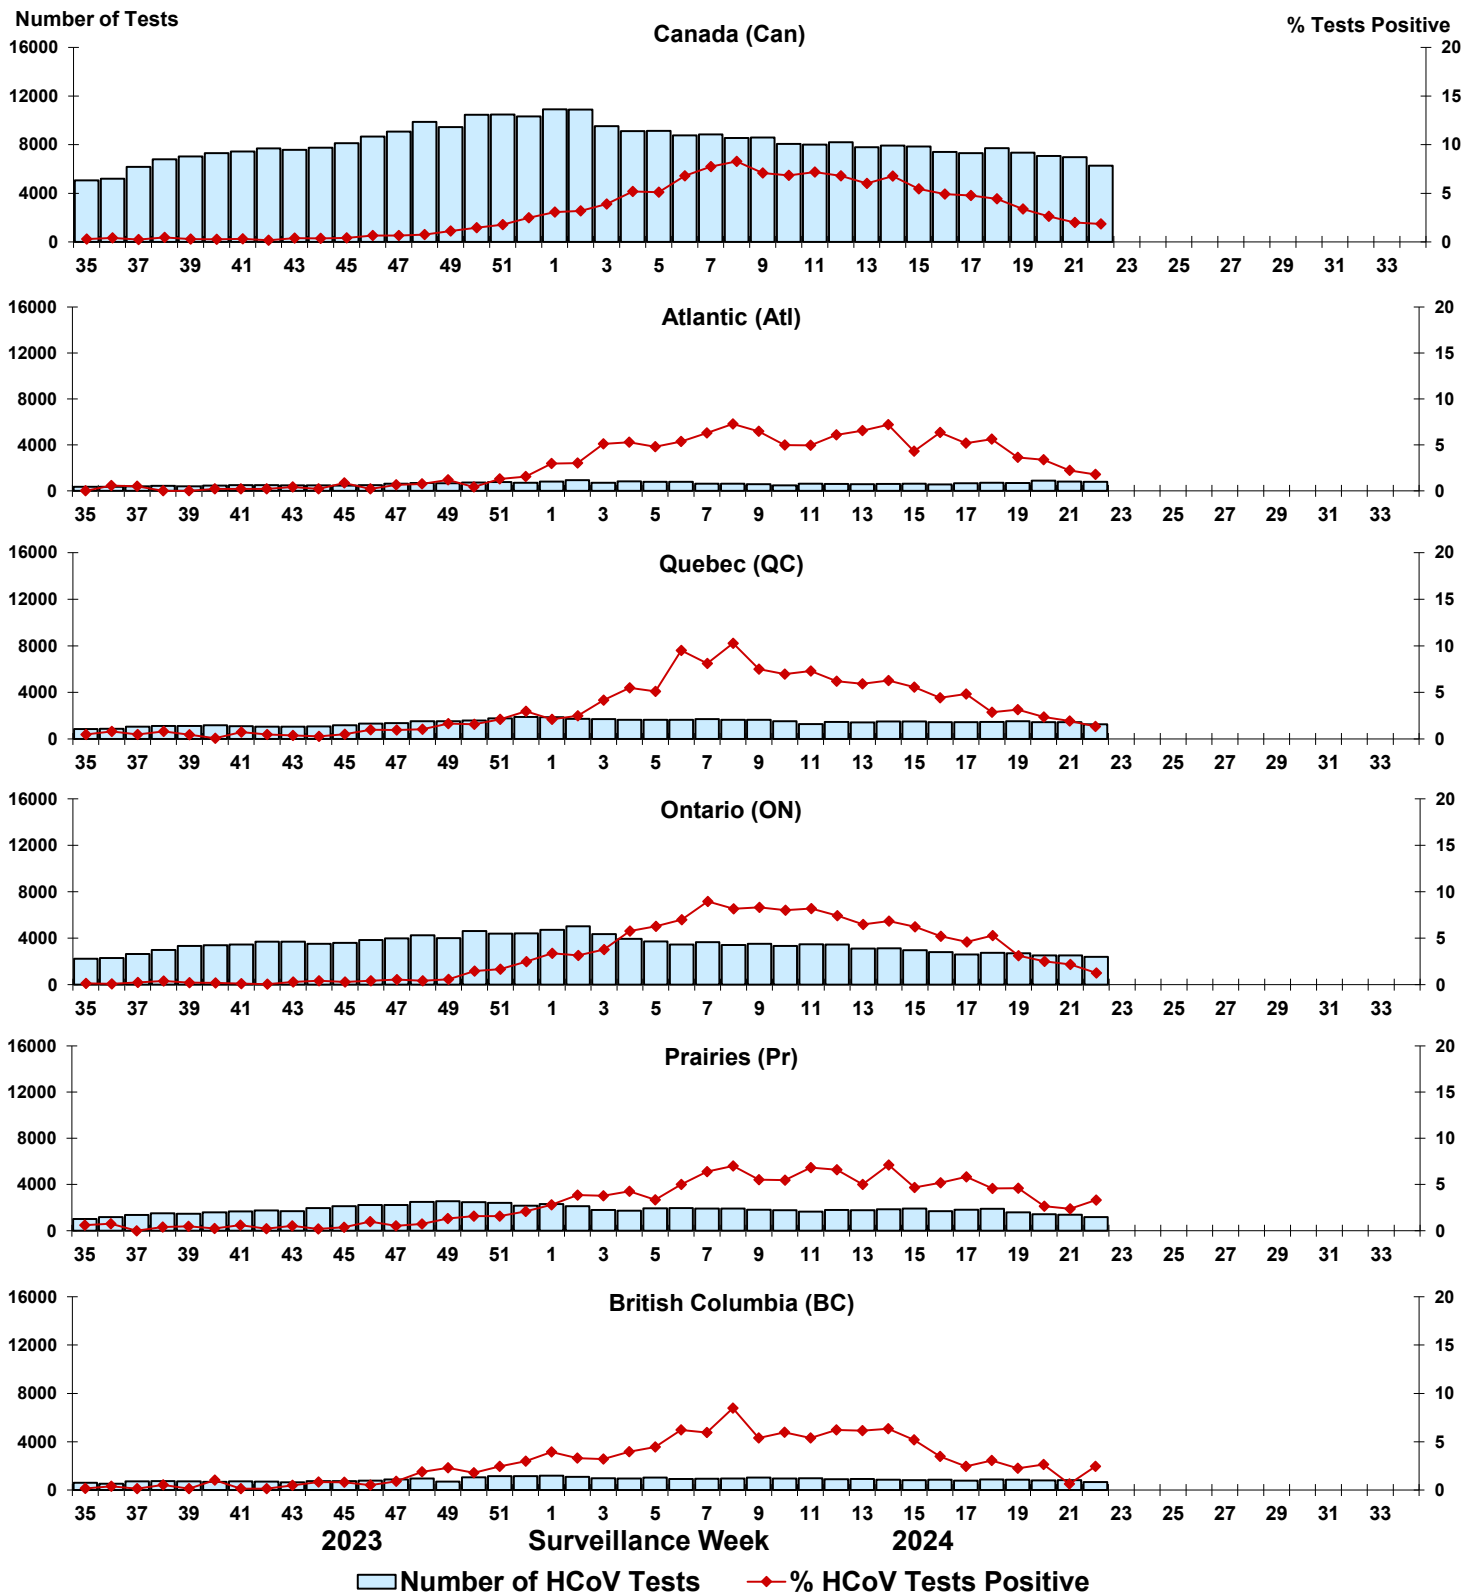 Number of Tests
Canada (Can)
% Tests Positive
16000 20
12000 15
8000 10
4000 5
0 0
35 37 39 41 43 45 47 49 51 1 3 5 7 9 11 13 15 17 19 21 23 25 27 29 31 33
Atlantic (Atl)
16000 20
12000 15
8000 10
4000 5
0 0
35 37 39 41 43 45 47 49 51 1 3 5 7 9 11 13 15 17 19 21 23 25 27 29 31 33
Quebec (QC)
16000 20
12000 15
8000 10
4000 5
0 0
35 37 39 41 43 45 47 49 51 1 3 5 7 9 11 13 15 17 19 21 23 25 27 29 31 33
Ontario (ON)
16000 20
12000 15
8000 10
4000 5
0 0
35 37 39 41 43 45 47 49 51 1 3 5 7 9 11 13 15 17 19 21 23 25 27 29 31 33
Prairies (Pr)
16000 20
12000 15
8000 10
4000 5
0 0
35 37 39 41 43 45 47 49 51 1 3 5 7 9 11 13 15 17 19 21 23 25 27 29 31 33
British Columbia (BC)
16000 20
12000 15
8000 10
4000 5
0 0
35 37 39 41 43 45 47 49 51 1 3 5 7 9 11 13 15 17 19 21 23 25 27 29 31 33
2023 Surveillance Week 2024
Number of HCoV Tests % HCoV Tests Positive